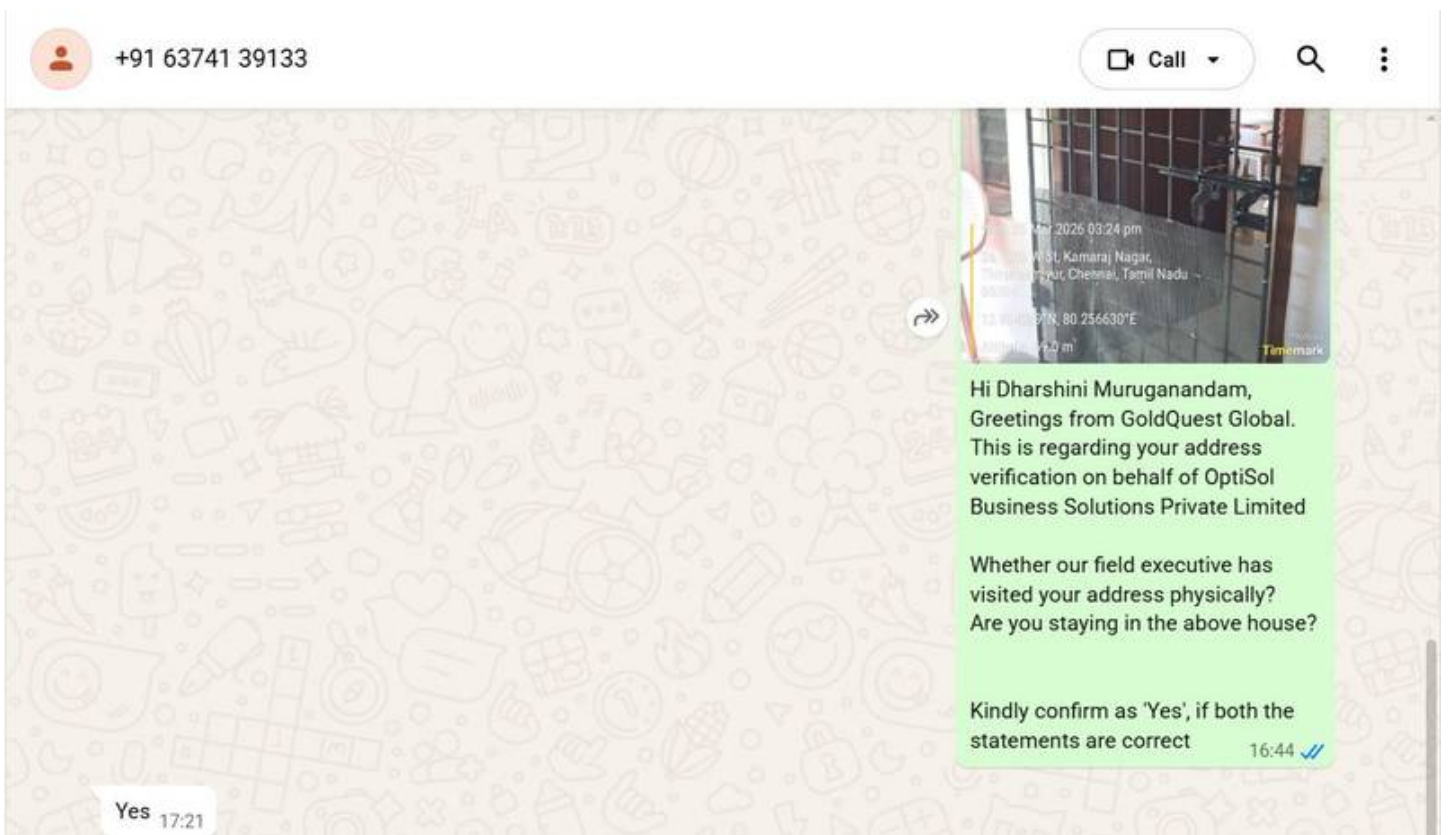 +91 63741 39133
Call
2026 03:24 pm
St, Kamaraj Nagar,
Chennai, Tamil Nadu
N, 80.256630°E
.0 m
Timemark
Hi Dharshini Muruganandam,
Greetings from GoldQuest Global.
This is regarding your address
verification on behalf of OptiSol
Business Solutions Private Limited
Whether our field executive has
visited your address physically?
Are you staying in the above house?
Kindly confirm as 'Yes', if both the
statements are correct
16:44
Yes 17:21